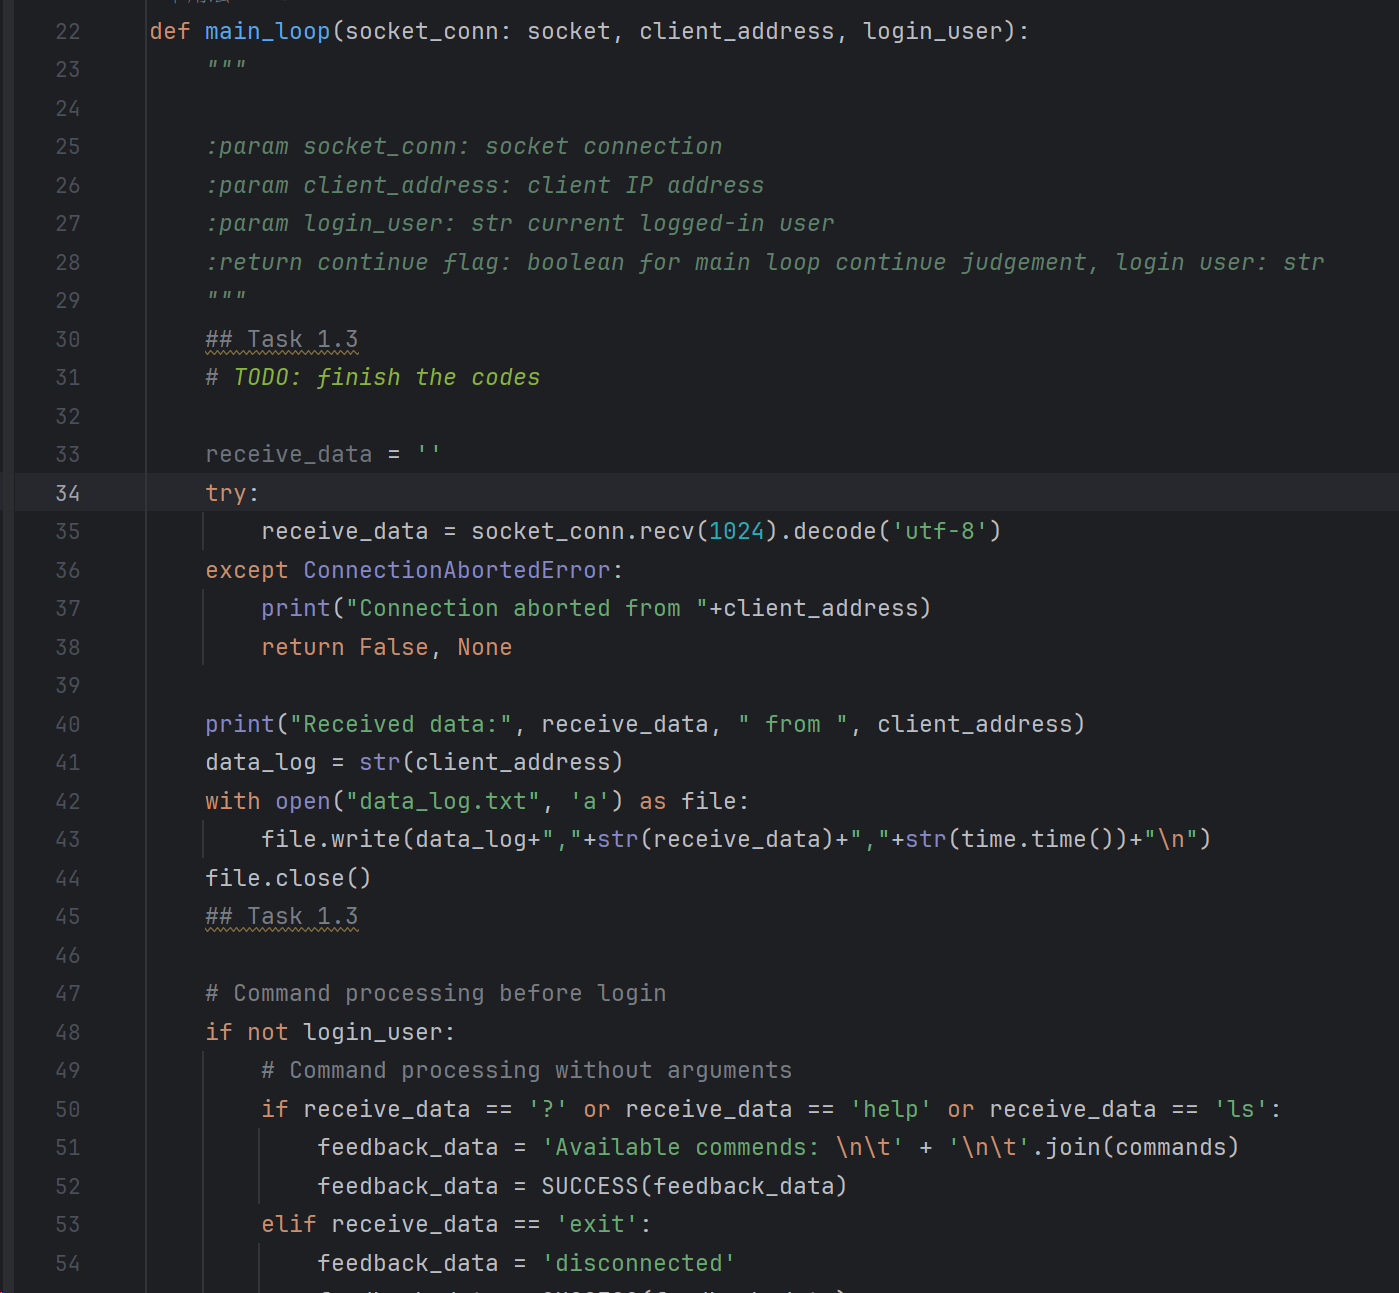 22 def main_loop(socket_conn: socket, client_address, login_user):
23 """
24
25 :param socket_conn: socket connection
26 :param client_address: client IP address
27 :param login_user: str current logged-in user
28 :return continue flag: boolean for main loop continue judgement, login user: str
29 """
30 ## Task 1.3
31 # TODO: finish the codes
32
33 receive_data = ''
34 try:
35 receive_data = socket_conn.recv(1024).decode('utf-8')
36 except ConnectionAbortedError:
37 print("Connection aborted from "+client_address)
38 return False, None
39
40 print("Received data:", receive_data, " from ", client_address)
41 data_log = str(client_address)
42 with open("data_log.txt", 'a') as file:
43 file.write(data_log+","+str(receive_data)+","+str(time.time())+"\n")
44 file.close()
45 ## Task 1.3
46
47 # Command processing before login
48 if not login_user:
49 # Command processing without arguments
50 if receive_data == '?' or receive_data == 'help' or receive_data == 'ls':
51 feedback_data = 'Available commends: \n\t' + '\n\t'.join(commands)
52 feedback_data = SUCCESS(feedback_data)
53 elif receive_data == 'exit':
54 feedback_data = 'disconnected'